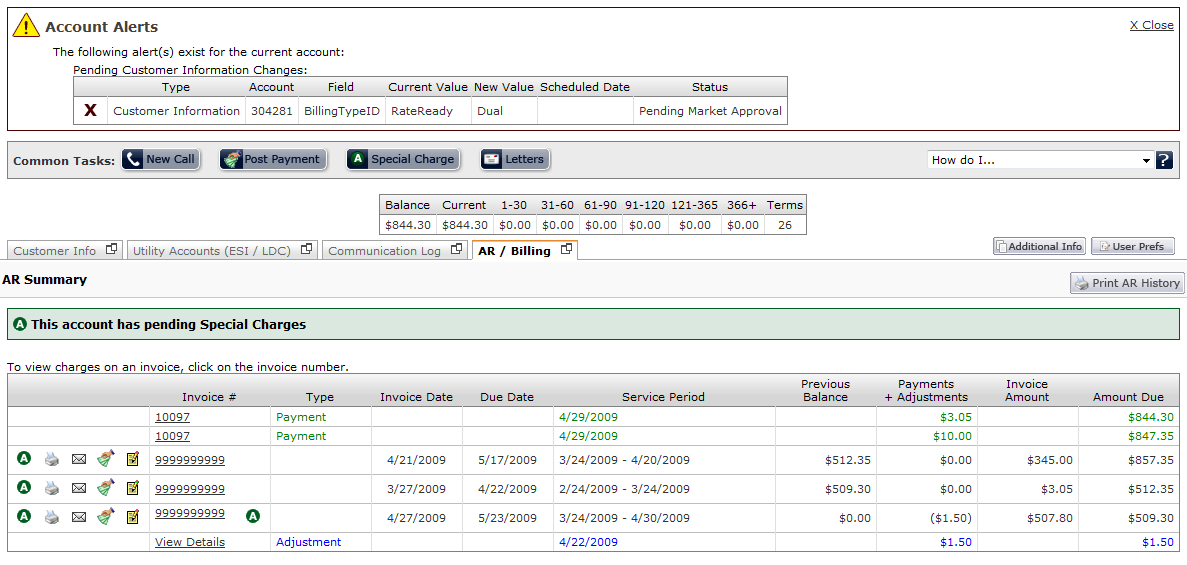 Account Alerts
X Close
The following alert(s) exist for the current account:
Pending Customer Information Changes:
Type Account Field Current Value New Value Scheduled Date Status
X Customer Information 304281 BillingTypeID RateReady Dual Pending Market Approval
Common Tasks: New Call Post Payment A Special Charge Letters How do I... ?
Balance Current 1-30 31-60 61-90 91-120 121-365 366+ Terms
$844.30 $844.30 $0.00 $0.00 $0.00 $0.00 $0.00 $0.00 26
Customer Info Utility Accounts (ESI / LDC) Communication Log AR / Billing Additional Info User Prefs
AR Summary
Print AR History
A This account has pending Special Charges
To view charges on an invoice, click on the invoice number.
Invoice # Type Invoice Date Due Date Service Period Previous Balance Payments + Adjustments Invoice Amount Amount Due
10097 Payment 4/29/2009 $3.05 $844.30
10097 Payment 4/29/2009 $10.00 $847.35
A 9999999999 4/21/2009 5/17/2009 3/24/2009 - 4/20/2009 $512.35 $0.00 $345.00 $857.35
A 9999999999 3/27/2009 4/22/2009 2/24/2009 - 3/24/2009 $509.30 $0.00 $3.05 $512.35
A 9999999999 A 4/27/2009 5/23/2009 3/24/2009 - 4/30/2009 $0.00 ($1.50) $507.80 $509.30
View Details Adjustment 4/22/2009 $1.50 $1.50